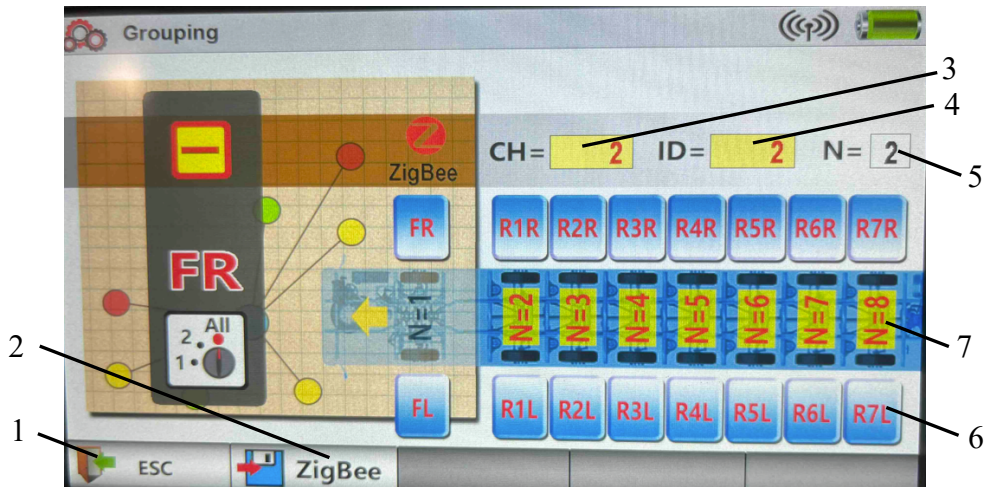 Grouping
3
4
CH= 2 ID= 2 N= 2
5
ZigBee
FR R1R R2R R3R R4R R5R R6R R7R
FR
N=1 N=2 N=3 N=4 N=5 N=6 N=7 N=8
7
All
2
1
2
FL R1L R2L R3L R4L R5L R6L R7L
6
1
ESC ZigBee